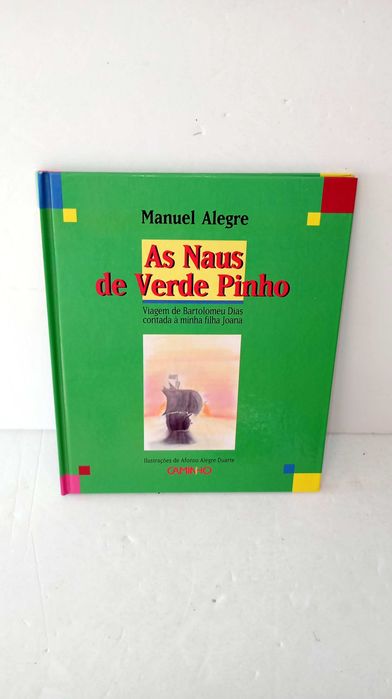 Manuel Alegre
As Naus
de Verde Pinho
Viagem de Bartolomeu Dias
contada à minha filha Joana
Ilustrações de Afonso Alegre Duarte
CAMINHO